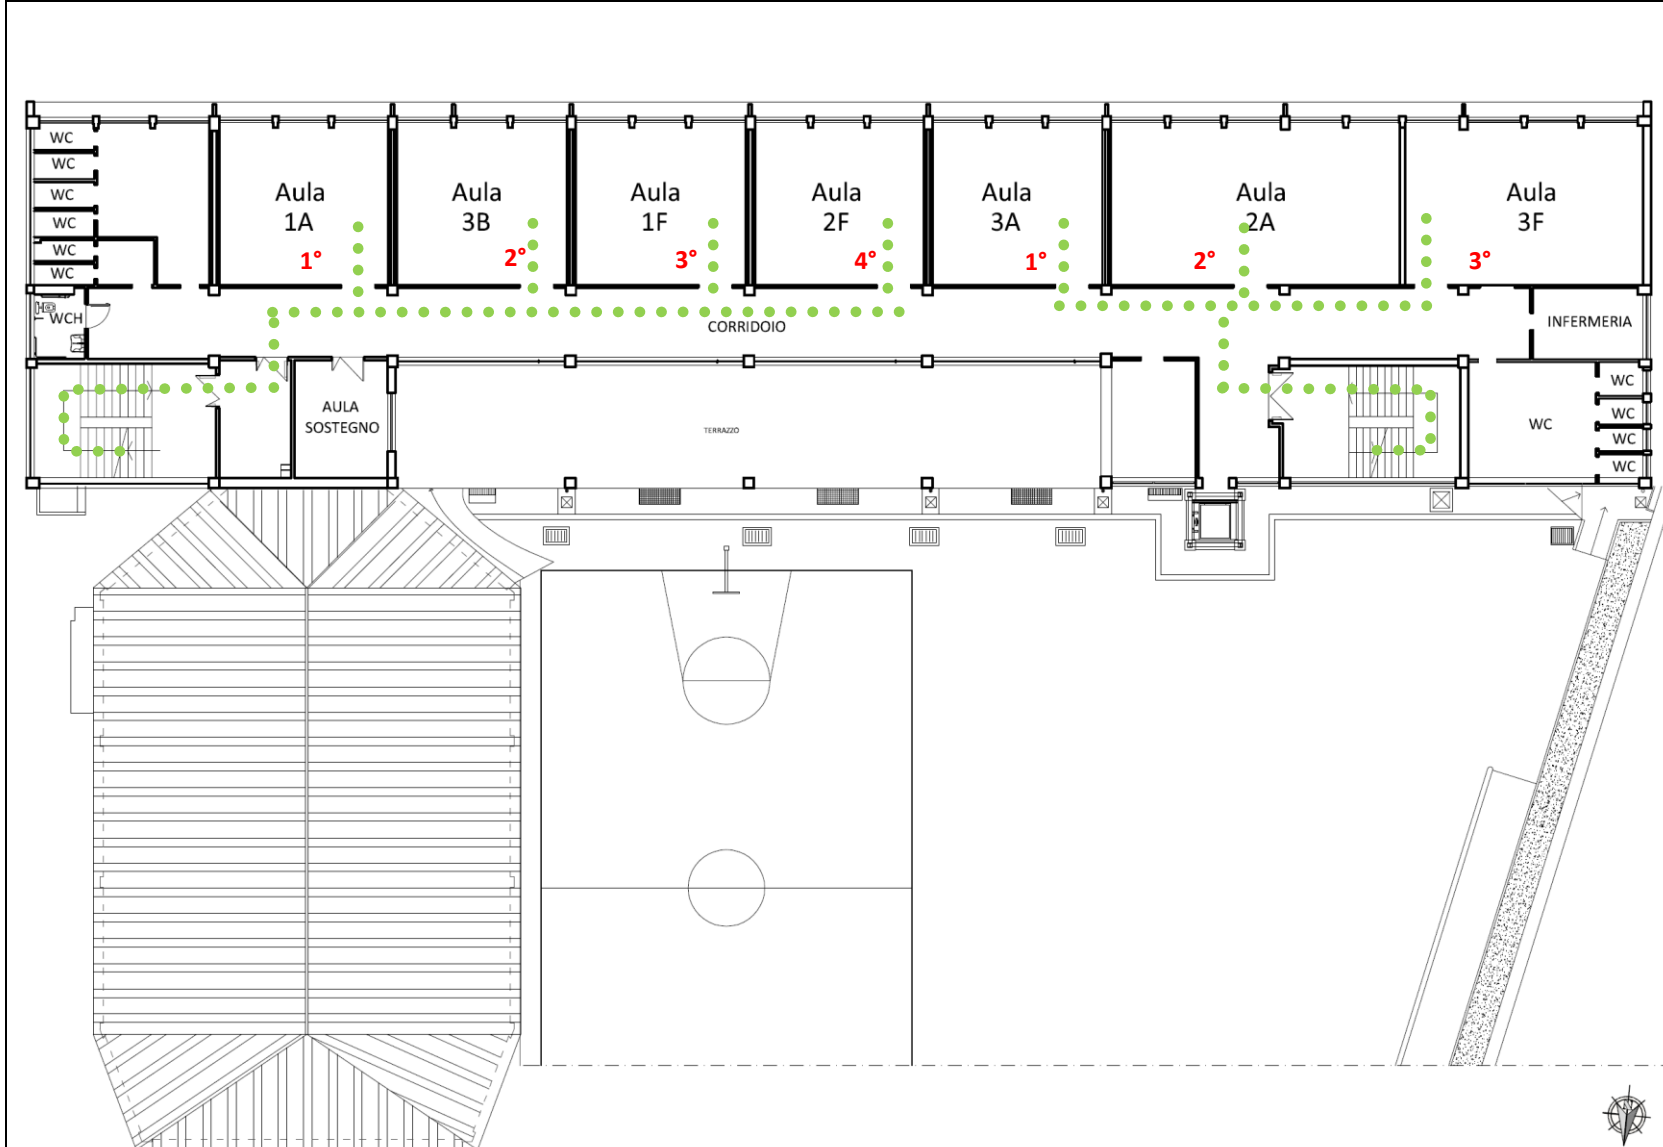 WC
WC
WC
WC
WC
WC
WCH
Aula
1A
1°
Aula
3B
2°
Aula
1F
3°
Aula
2F
4°
Aula
3A
1°
Aula
2A
2°
Aula
3F
3°
CORRIDOIO
INFERMERIA
AULA
SOSTEGNO
TERRAZZO
WC
WC
WC
WC
WC